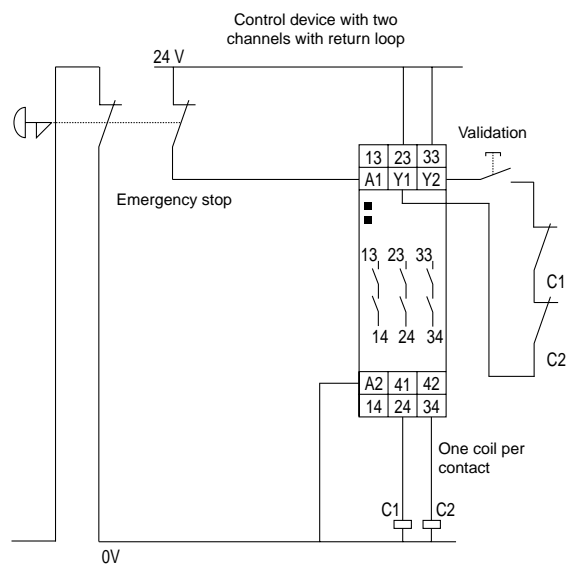 Control device with two
channels with return loop
24 V
Validation
13 23 33
A1 Y1 Y2
Emergency stop
13 23 33
C1
14 24 34
C2
A2 41 42
14 24 34
One coil per
contact
C1 C2
0V